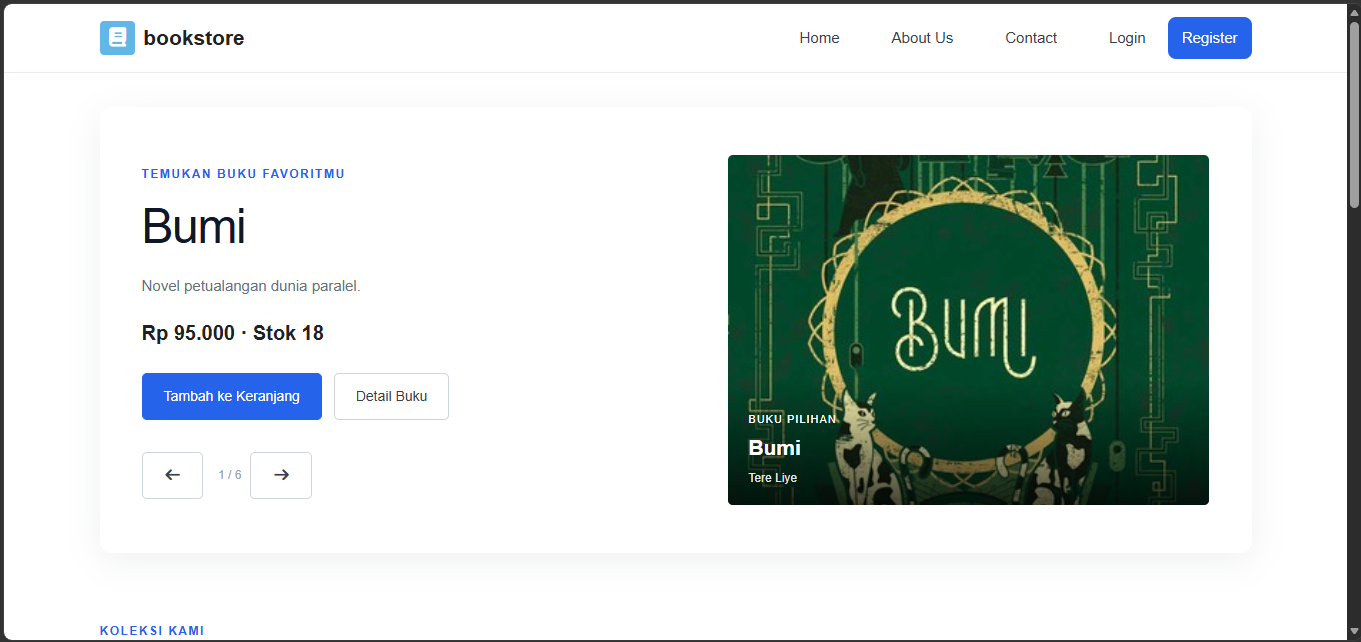 bookstore
Home
About Us
Contact
Login
Register
TEMUKAN BUKU FAVORITMU
Bumi
Novel petualangan dunia paralel.
Rp 95.000 · Stok 18
Tambah ke Keranjang
Detail Buku
1 / 6
BUMI
BUKU PILIHAN
Bumi
Tere Liye
KOLEKSI KAMI